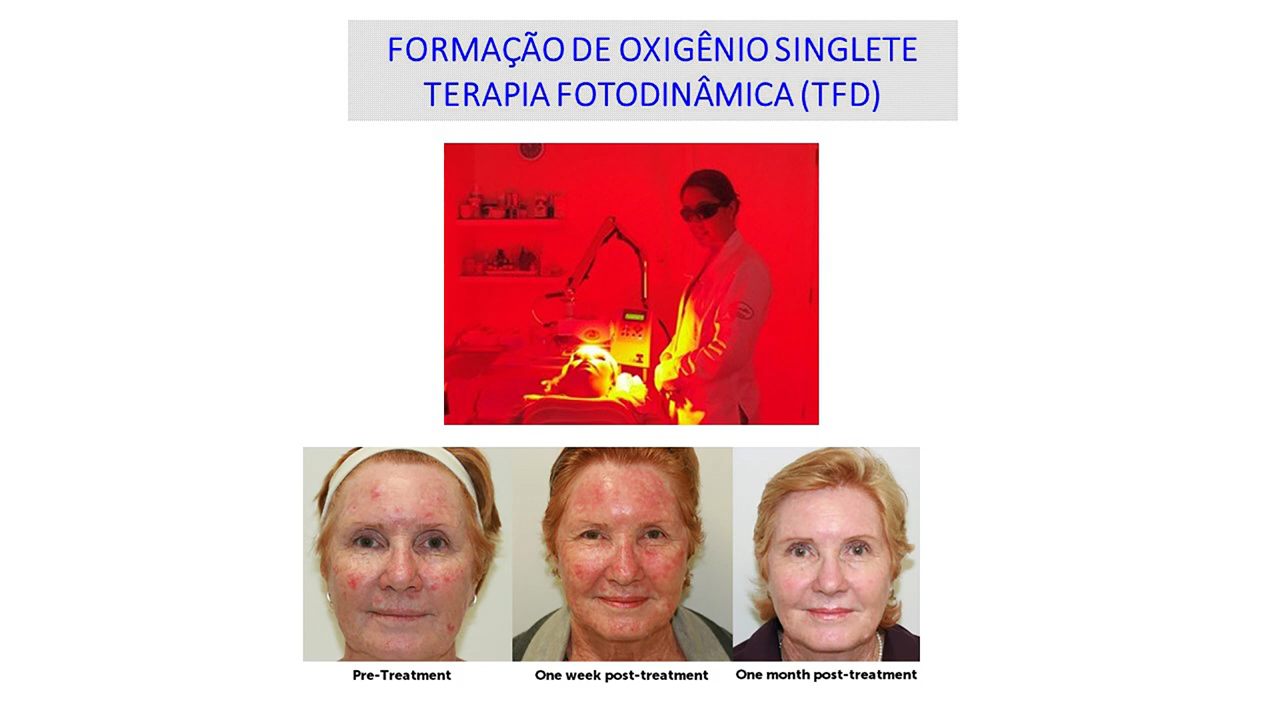 FORMAÇÃO DE OXIGÊNIO SINGLETE
TERAPIA FOTODINÂMICA (TFD)
Pre-Treatment
One week post-treatment
One month post-treatment